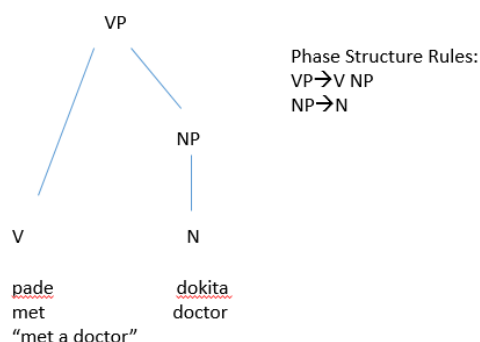 VP
Phase Structure Rules:
VP→V NP
NP→N
NP
V N
pade dokita
met doctor
“met a doctor”